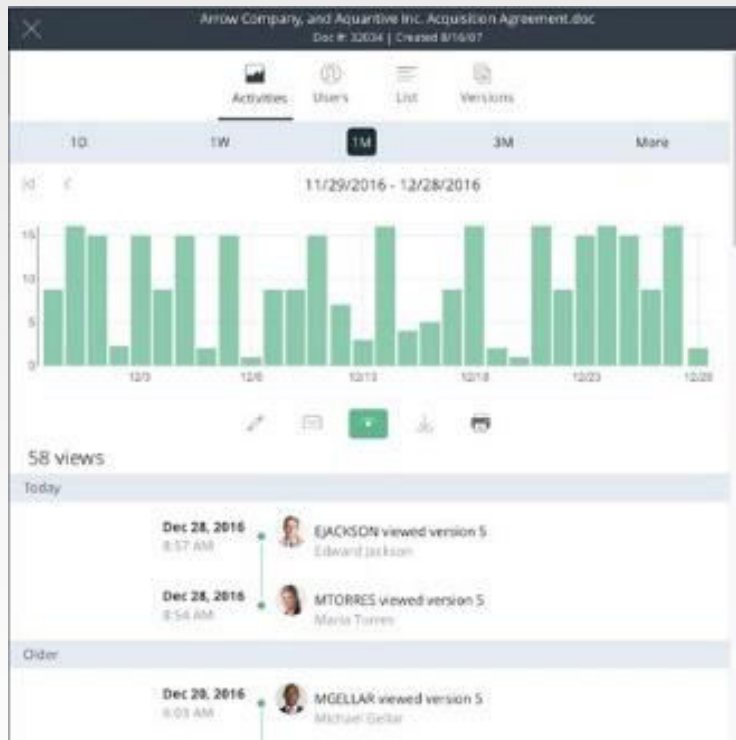 Arrow Company, and Aquantive Inc. Acquisition Agreement.doc
Doc #: 32034 | Created 8/16/07
Activities Users List Versions
1D 1W 1M 3M More
11/29/2016 - 12/28/2016
15
10
5
0
12/3 12/8 12/13 12/18 12/23 12/28
58 views
Today
Dec 28, 2016 EJACKSON viewed version 5
8:57 AM Edward Jackson
Dec 28, 2016 MTORRES viewed version 5
8:54 AM Maria Torres
Older
Dec 20, 2016 MGELLAR viewed version 5
6:03 AM Michael Gellar